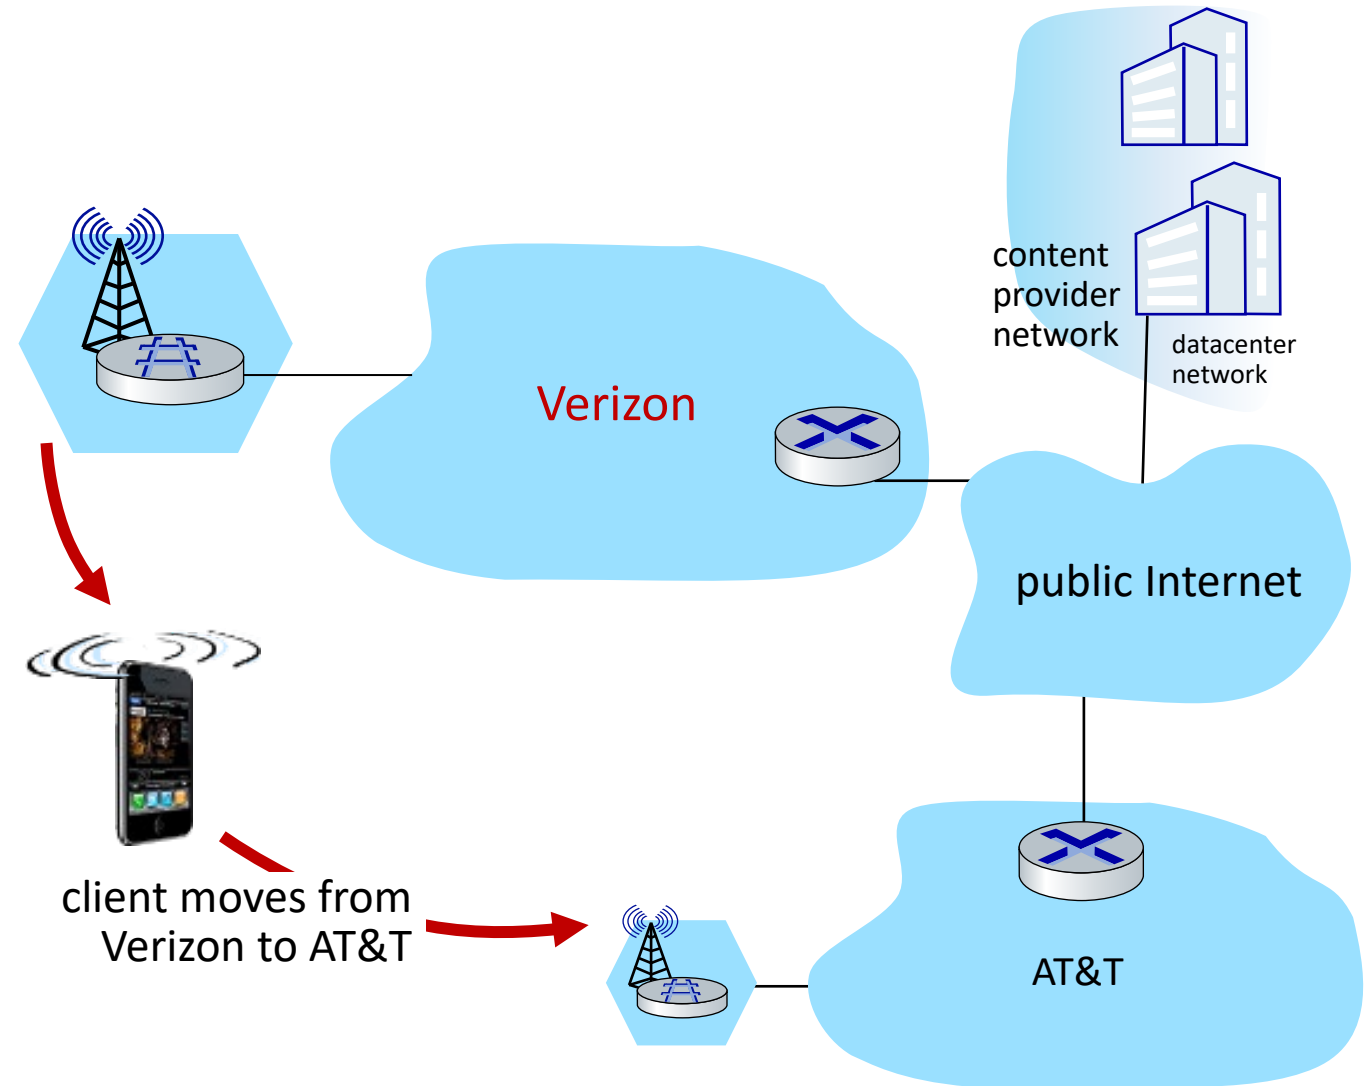 content
provider
network
datacenter
network
Verizon
public Internet
client moves from
Verizon to AT&T
AT&T